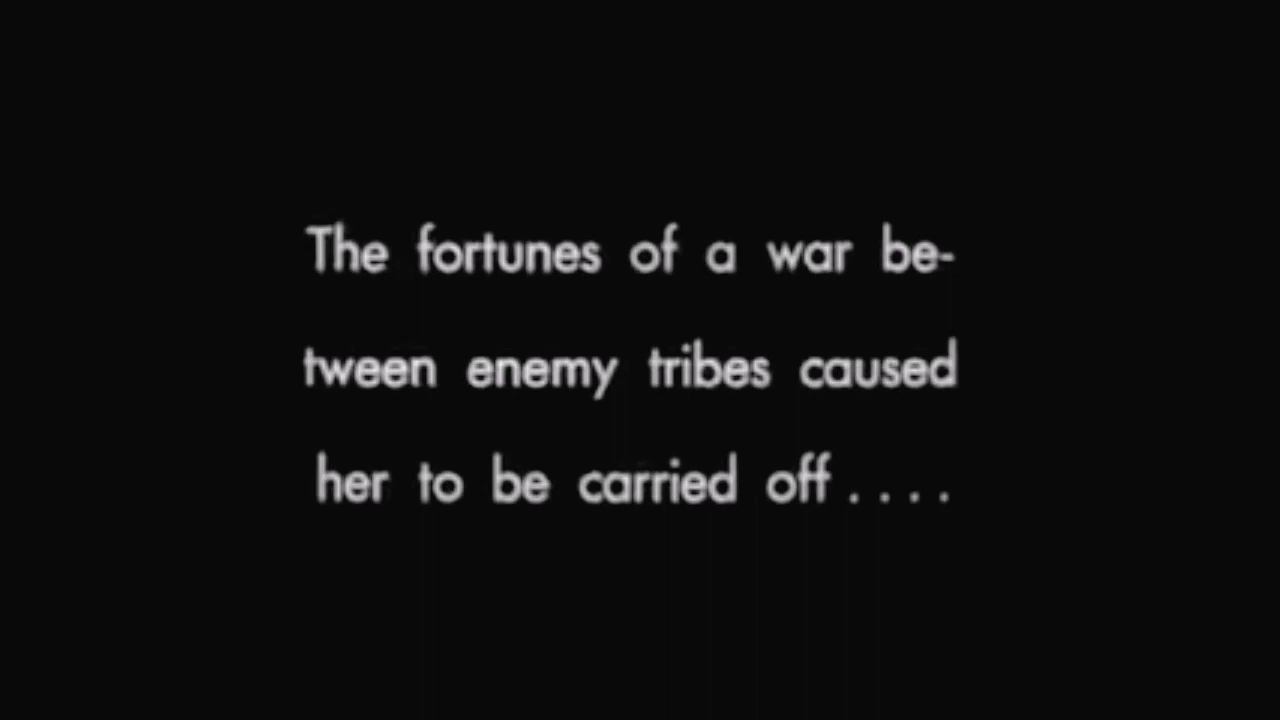 The fortunes of a war be-
tween enemy tribes caused
her to be carried off . . . .